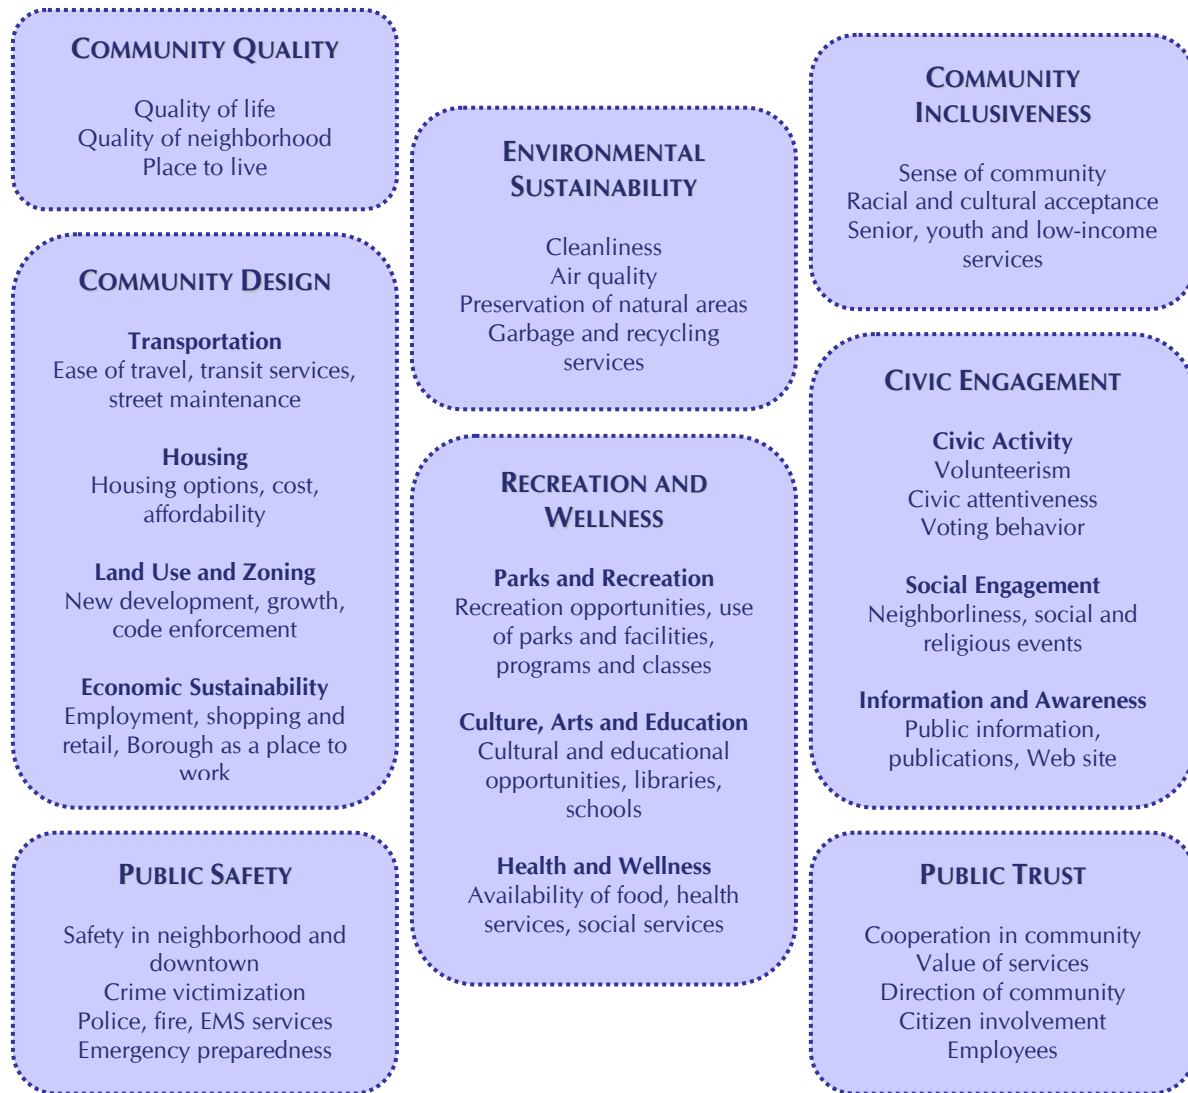 COMMUNITY QUALITY
Quality of life
Quality of neighborhood
Place to live
COMMUNITY DESIGN
Transportation
Ease of travel, transit services,
street maintenance
Housing
Housing options, cost,
affordability
Land Use and Zoning
New development, growth,
code enforcement
Economic Sustainability
Employment, shopping and
retail, Borough as a place to
work
PUBLIC SAFETY
Safety in neighborhood and
downtown
Crime victimization
Police, fire, EMS services
Emergency preparedness
ENVIRONMENTAL
SUSTAINABILITY
Cleanliness
Air quality
Preservation of natural areas
Garbage and recycling
services
RECREATION AND
WELLNESS
Parks and Recreation
Recreation opportunities, use
of parks and facilities,
programs and classes
Culture, Arts and Education
Cultural and educational
opportunities, libraries,
schools
Health and Wellness
Availability of food, health
services, social services
COMMUNITY
INCLUSIVENESS
Sense of community
Racial and cultural acceptance
Senior, youth and low-income
services
CIVIC ENGAGEMENT
Civic Activity
Volunteerism
Civic attentiveness
Voting behavior
Social Engagement
Neighborliness, social and
religious events
Information and Awareness
Public information,
publications, Web site
PUBLIC TRUST
Cooperation in community
Value of services
Direction of community
Citizen involvement
Employees